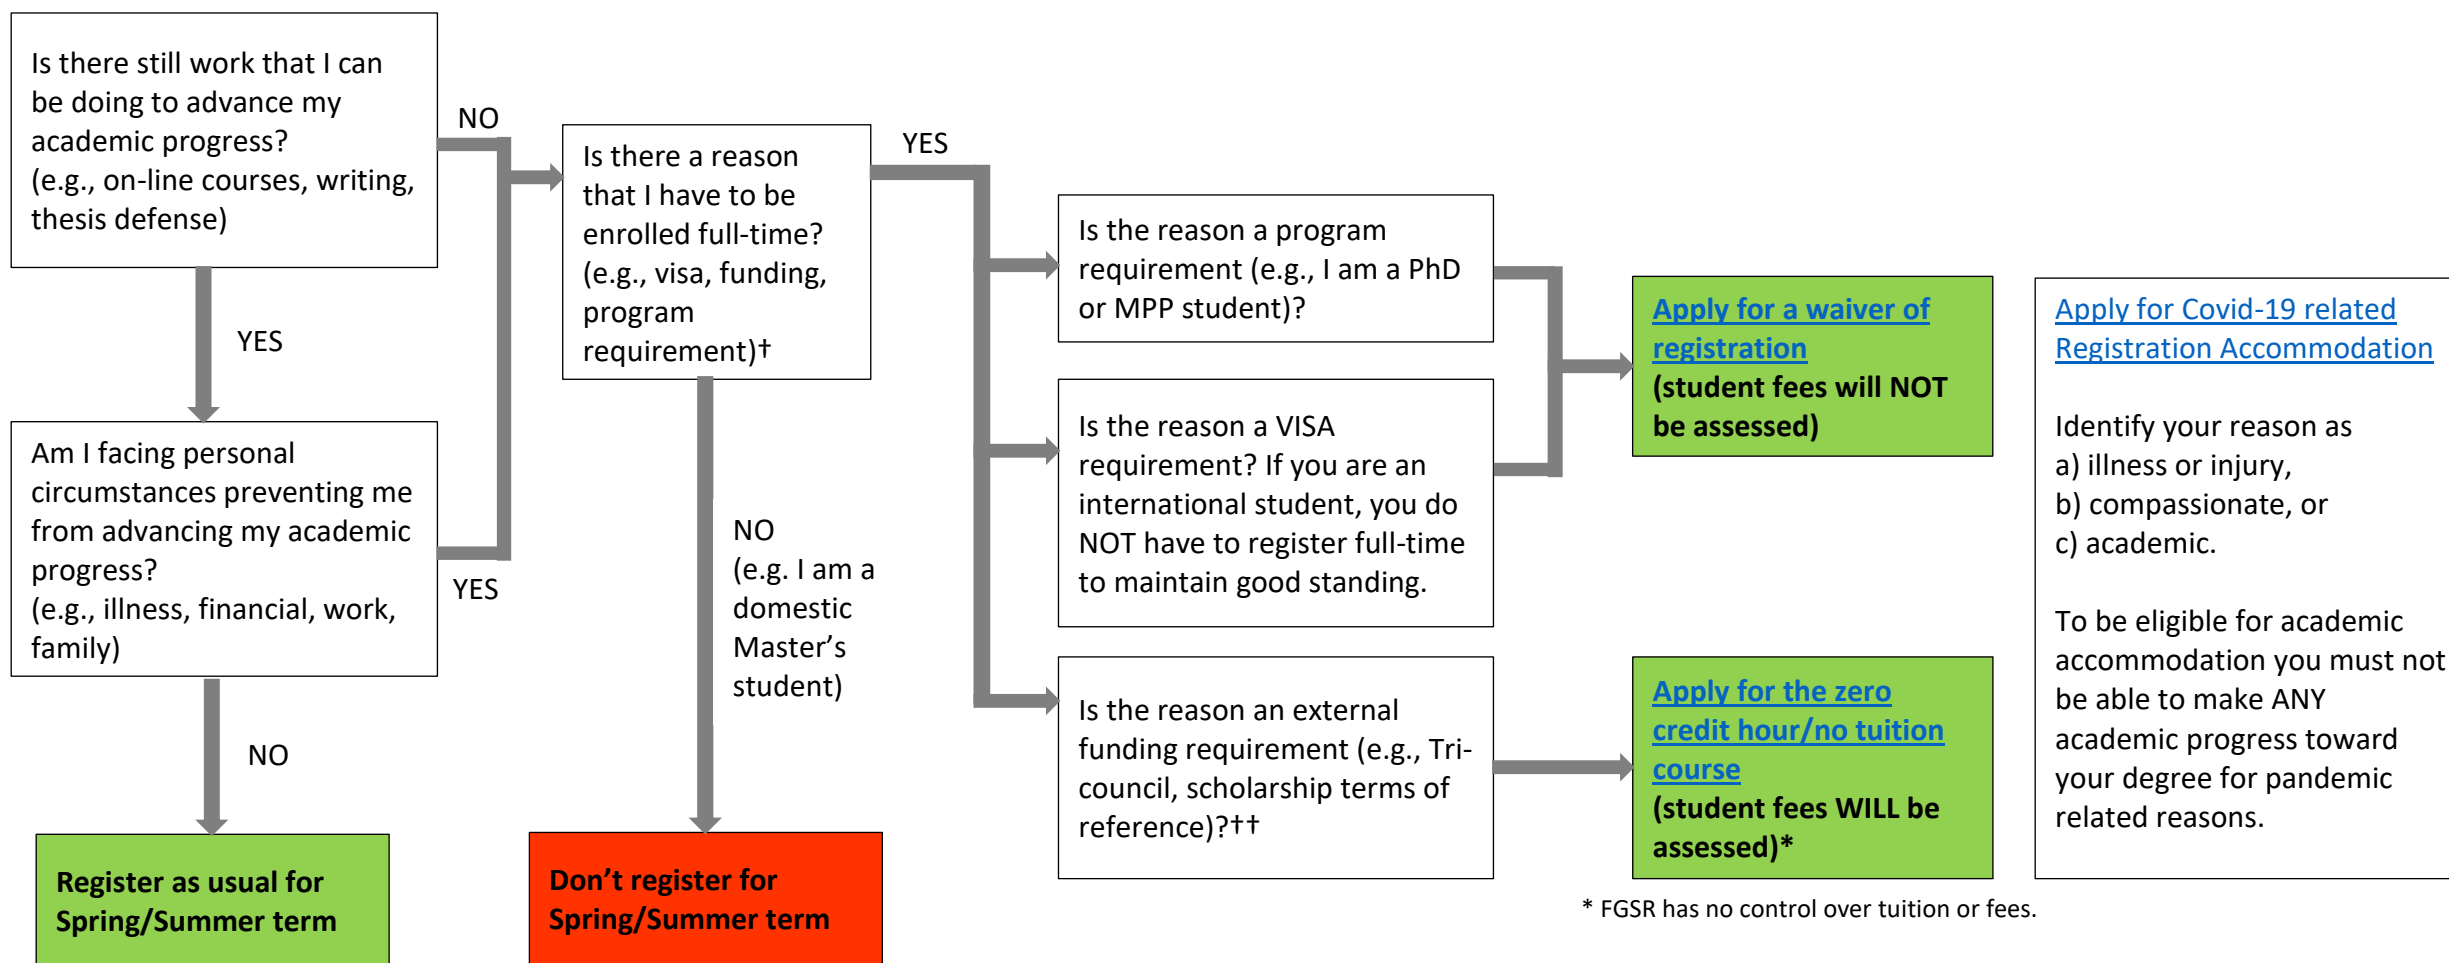 Is there still work that I can
be doing to advance my
academic progress?
(e.g., on-line courses, writing,
thesis defense)
NO
YES
Am I facing personal
circumstances preventing me
from advancing my academic
progress?
(e.g., illness, financial, work,
family)
YES
NO
Register as usual for
Spring/Summer term
Is there a reason
that I have to be
enrolled full-time?
(e.g., visa, funding,
program
requirement)†
YES
NO
(e.g. I am a
domestic
Master’s
student)
Don’t register for
Spring/Summer term
Is the reason a program
requirement (e.g., I am a PhD
or MPP student)?
Is the reason a VISA
requirement? If you are an
international student, you do
NOT have to register full-time
to maintain good standing.
Is the reason an external
funding requirement (e.g., Tri-
council, scholarship terms of
reference)?††
Apply for a waiver of
registration
(student fees will NOT
be assessed)
Apply for the zero
credit hour/no tuition
course
(student fees WILL be
assessed)*
* FGSR has no control over tuition or fees.
Apply for Covid-19 related
Registration Accommodation
Identify your reason as
a) illness or injury,
b) compassionate, or
c) academic.
To be eligible for academic
accommodation you must not
be able to make ANY
academic progress toward
your degree for pandemic
related reasons.